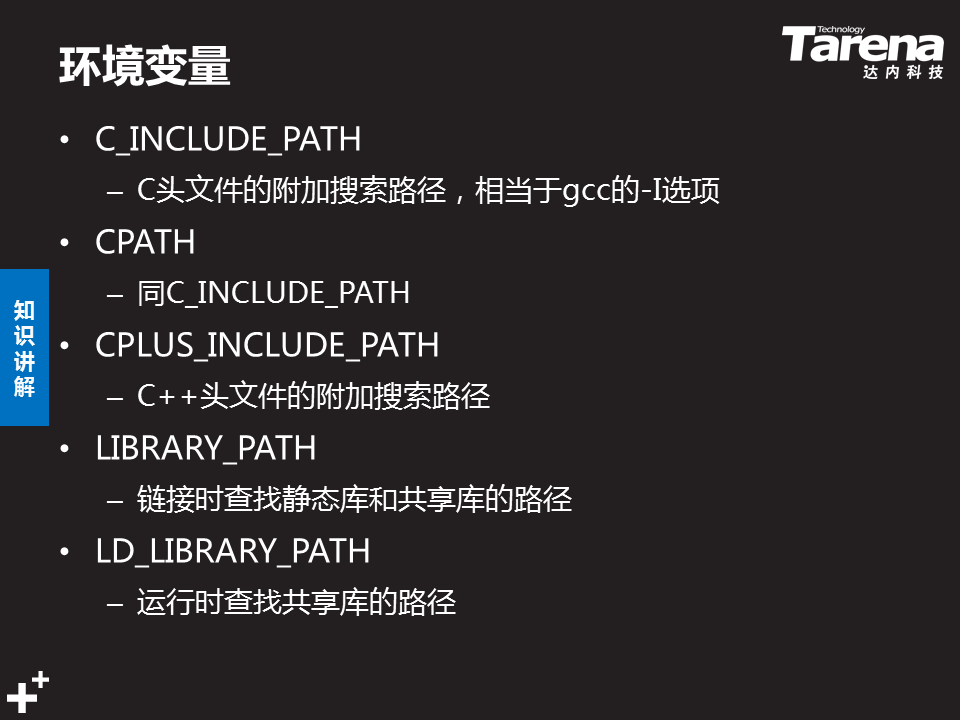 环境变量
Technology
Tarena
达内科技
• C_INCLUDE_PATH
– C头文件的附加搜索路径，相当于gcc的-I选项
• CPATH
– 同C_INCLUDE_PATH
• CPLUS_INCLUDE_PATH
– C++头文件的附加搜索路径
• LIBRARY_PATH
– 链接时查找静态库和共享库的路径
• LD_LIBRARY_PATH
– 运行时查找共享库的路径
知识讲解